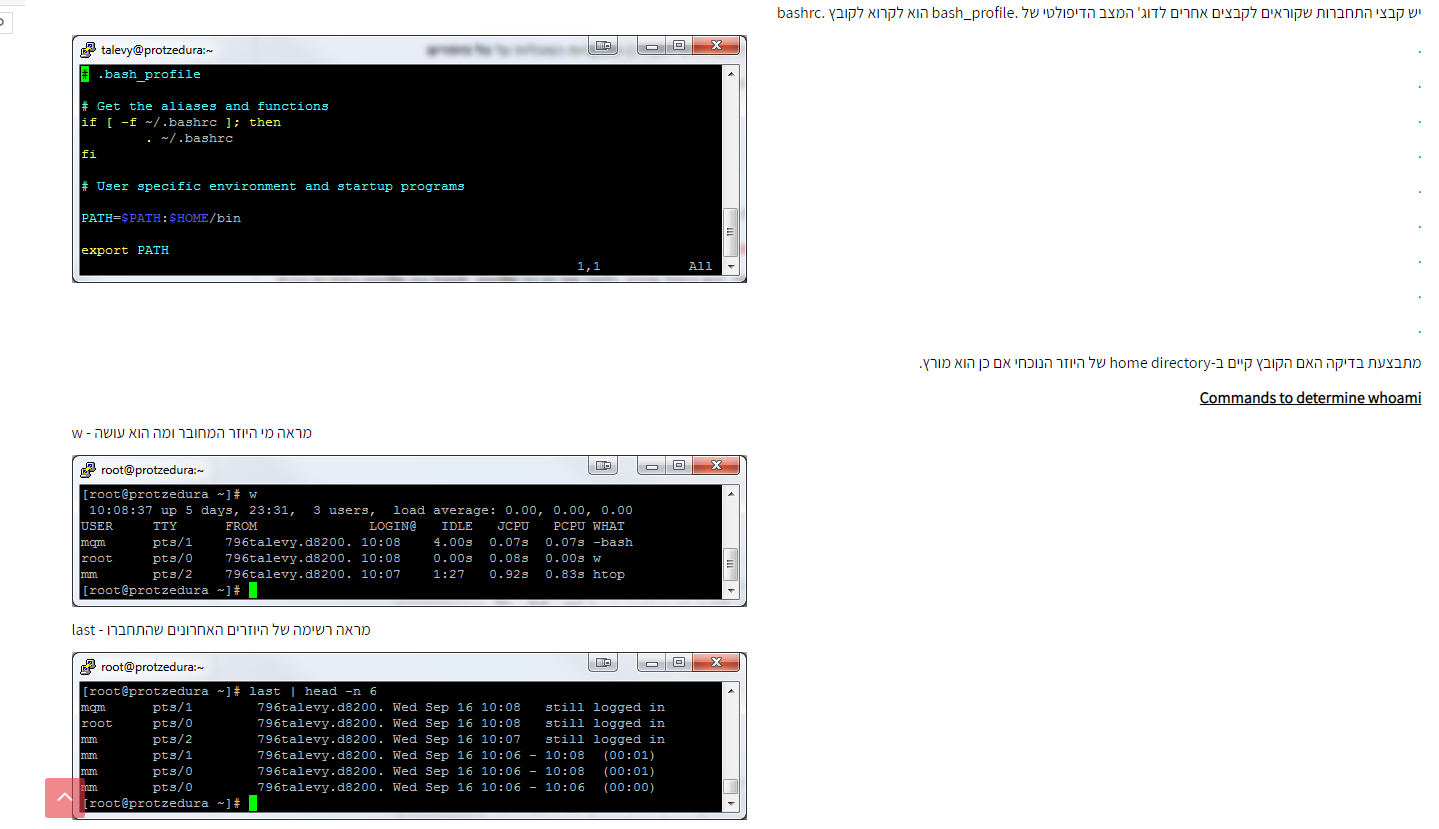 יש קבצי התחברות שקוראים לקבצים אחרים לדוג' המצב הדיפולטי של .bash_profile הוא לקרוא לקובץ .bashrc
talevy@protzedura:~
# .bash_profile
# Get the aliases and functions
if [ -f ~/.bashrc ]; then
. ~/.bashrc
fi
# User specific environment and startup programs
PATH=$PATH:$HOME/bin
export PATH
1,1 All
.
.
.
.
.
.
.
.
.
מתבצעת בדיקה האם הקובץ קיים ב-home directory של היוזר הנוכחי אם כן הוא מורץ.
Commands to determine whoami
w - מראה מי היוזר המחובר ומה הוא עושה
root@protzedura:~
[root@protzedura ~]# w
10:08:37 up 5 days, 23:31, 3 users, load average: 0.00, 0.00, 0.00
USER TTY FROM LOGIN@ IDLE JCPU PCPU WHAT
mqm pts/1 796talevy.d8200. 10:08 4.00s 0.07s 0.07s -bash
root pts/0 796talevy.d8200. 10:08 0.00s 0.08s 0.00s w
mm pts/2 796talevy.d8200. 10:07 1:27 0.92s 0.83s htop
[root@protzedura ~]#
last - מראה רשימה של היוזרים האחרונים שהתחברו
root@protzedura:~
[root@protzedura ~]# last | head -n 6
mqm pts/1 796talevy.d8200. Wed Sep 16 10:08 still logged in
root pts/0 796talevy.d8200. Wed Sep 16 10:08 still logged in
mm pts/2 796talevy.d8200. Wed Sep 16 10:07 still logged in
mm pts/1 796talevy.d8200. Wed Sep 16 10:06 - 10:08 (00:01)
mm pts/0 796talevy.d8200. Wed Sep 16 10:06 - 10:08 (00:01)
mm pts/0 796talevy.d8200. Wed Sep 16 10:06 - 10:06 (00:00)
[root@protzedura ~]#